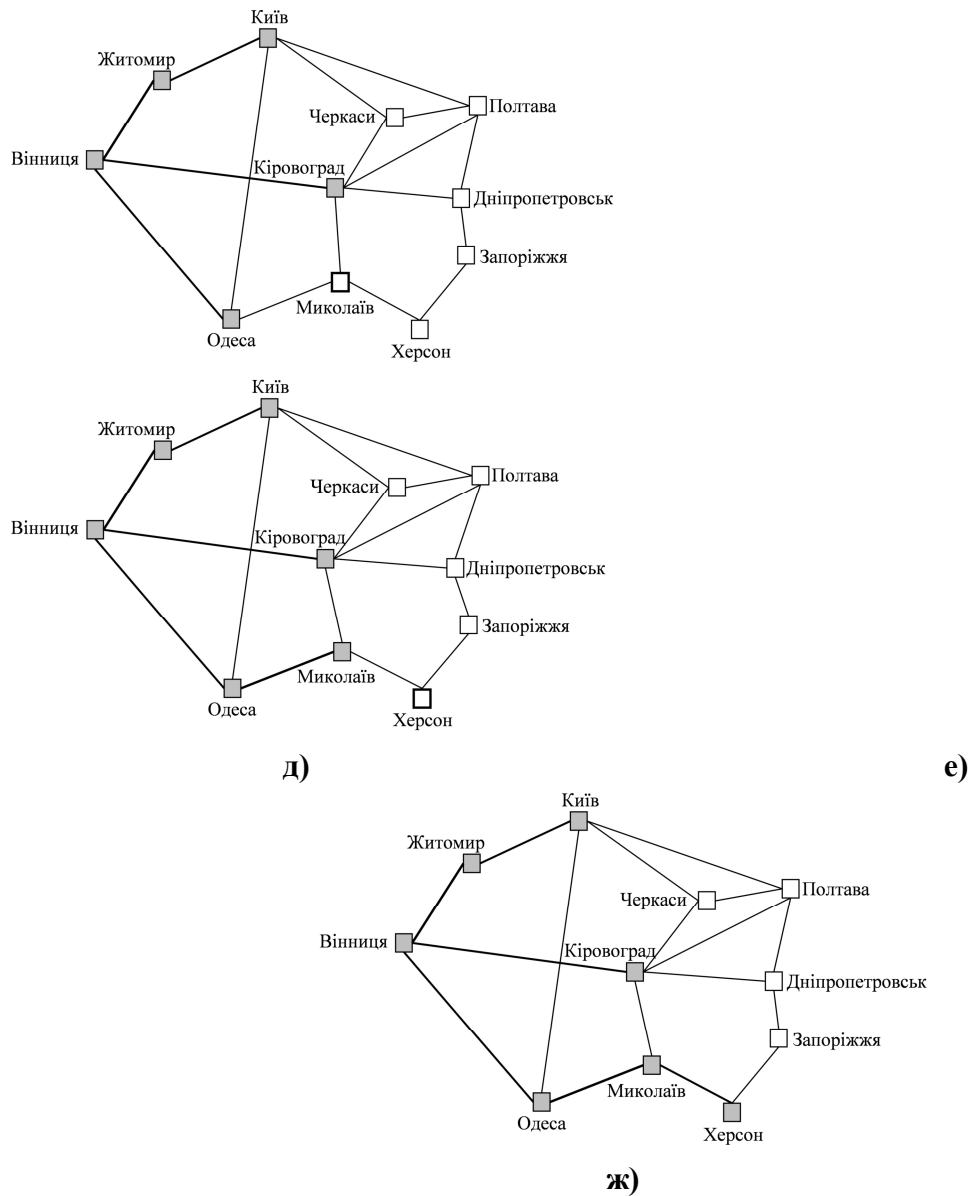 Київ
Житомир
Черкаси
Полтава
Вінниця
Кіровоград
Дніпропетровськ
Запоріжжя
Миколаїв
Одеса
Херсон
Київ
Житомир
Черкаси
Полтава
Вінниця
Кіровоград
Дніпропетровськ
Запоріжжя
Миколаїв
Одеса
Херсон
д) е)
Київ
Житомир
Черкаси
Полтава
Вінниця
Кіровоград
Дніпропетровськ
Запоріжжя
Миколаїв
Одеса
Херсон
ж)